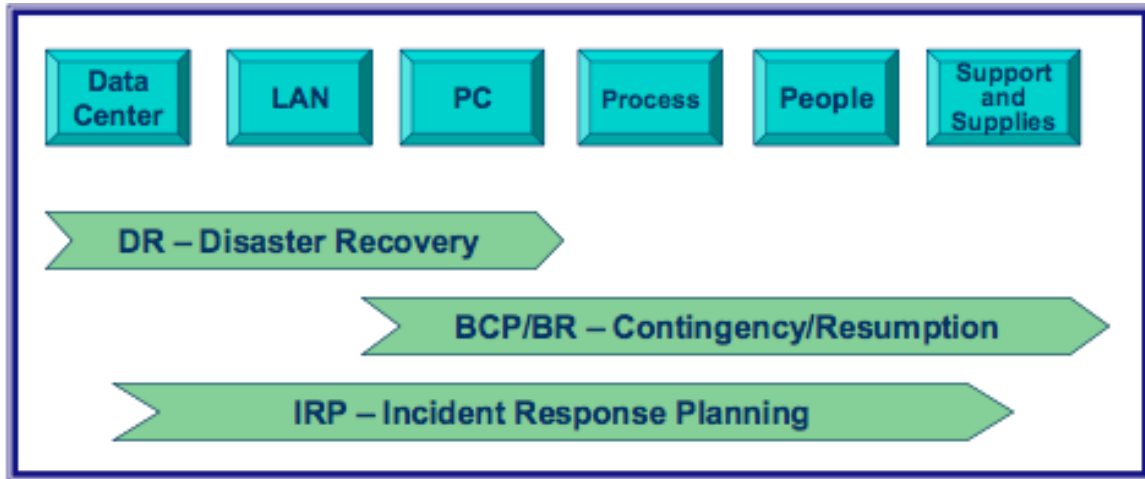 Data
Center
LAN
PC
Process
People
Support
and
Supplies
DR – Disaster Recovery
BCP/BR – Contingency/Resumption
IRP – Incident Response Planning